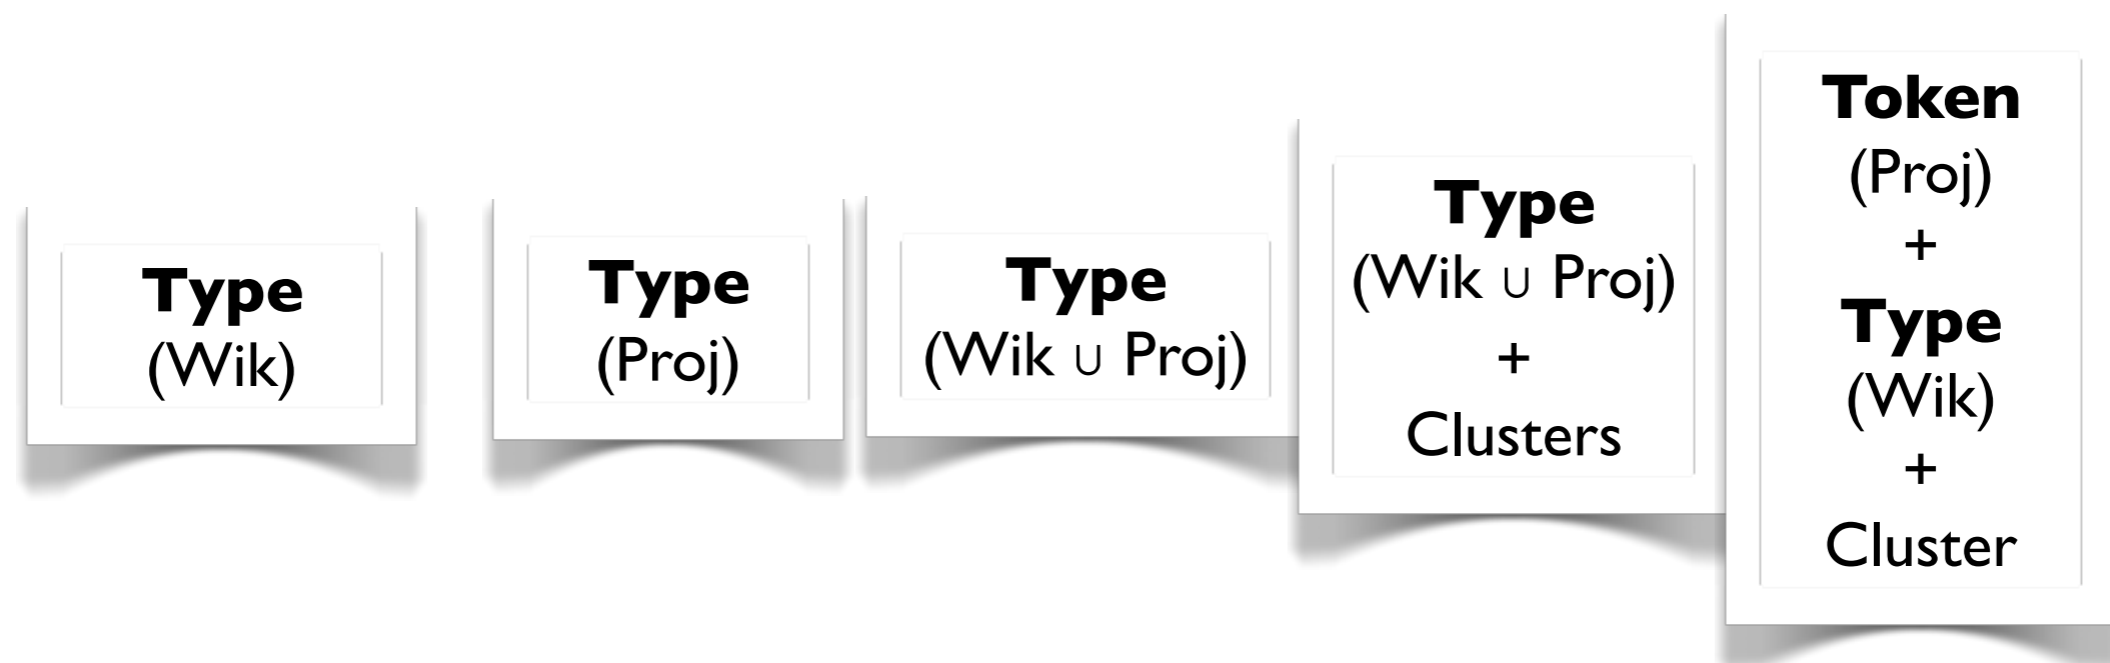 Type
(Wik)
Type
(Proj)
Type
(Wik ∪ Proj)
Type
(Wik ∪ Proj)
+
Clusters
Token
(Proj)
+
Type
(Wik)
+
Cluster